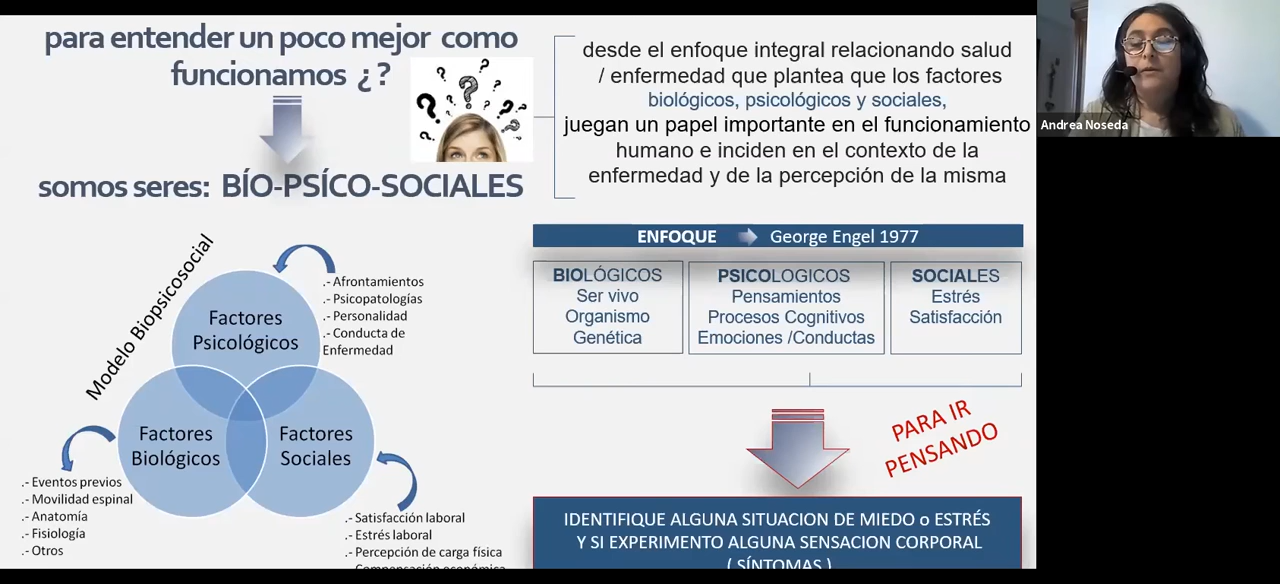 para entender un poco mejor como
funcionamos ¿ ?
somos seres: BÍO-PSÍCO-SOCIALES
desde el enfoque integral relacionando salud
/ enfermedad que plantea que los factores
biológicos, psicológicos y sociales,
juegan un papel importante en el funcionamiento
humano e inciden en el contexto de la
enfermedad y de la percepción de la misma
Andrea Noseda
ENFOQUE George Engel 1977
BIOLÓGICOS
Ser vivo
Organismo
Genética
PSICOLOGICOS
Pensamientos
Procesos Cognitivos
Emociones /Conductas
SOCIALES
Estrés
Satisfacción
Modelo Biopsicosocial
Factores
Psicológicos
.- Afrontamientos
.- Psicopatologías
.- Personalidad
.- Conducta de
Enfermedad
Factores
Biológicos
Factores
Sociales
.- Eventos previos
.- Movilidad espinal
.- Anatomía
.- Fisiología
.- Otros
.- Satisfacción laboral
.- Estrés laboral
.- Percepción de carga física
.- Compensación económica
PARA IR
PENSANDO
IDENTIFIQUE ALGUNA SITUACION DE MIEDO o ESTRÉS
Y SI EXPERIMENTO ALGUNA SENSACION CORPORAL
( SÍNTOMAS )